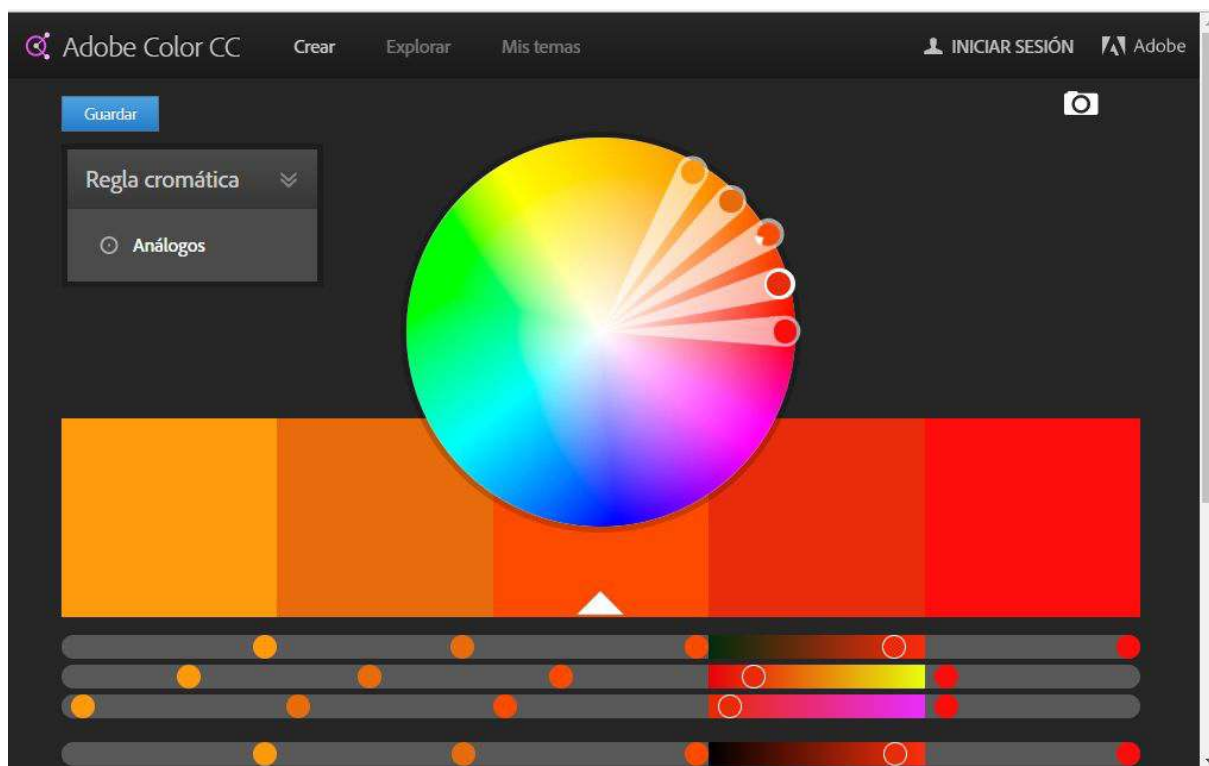 Adobe Color CC Crear Explorar Mis temas INICIAR SESIÓN Adobe
Guardar
Regla cromática
Análogos